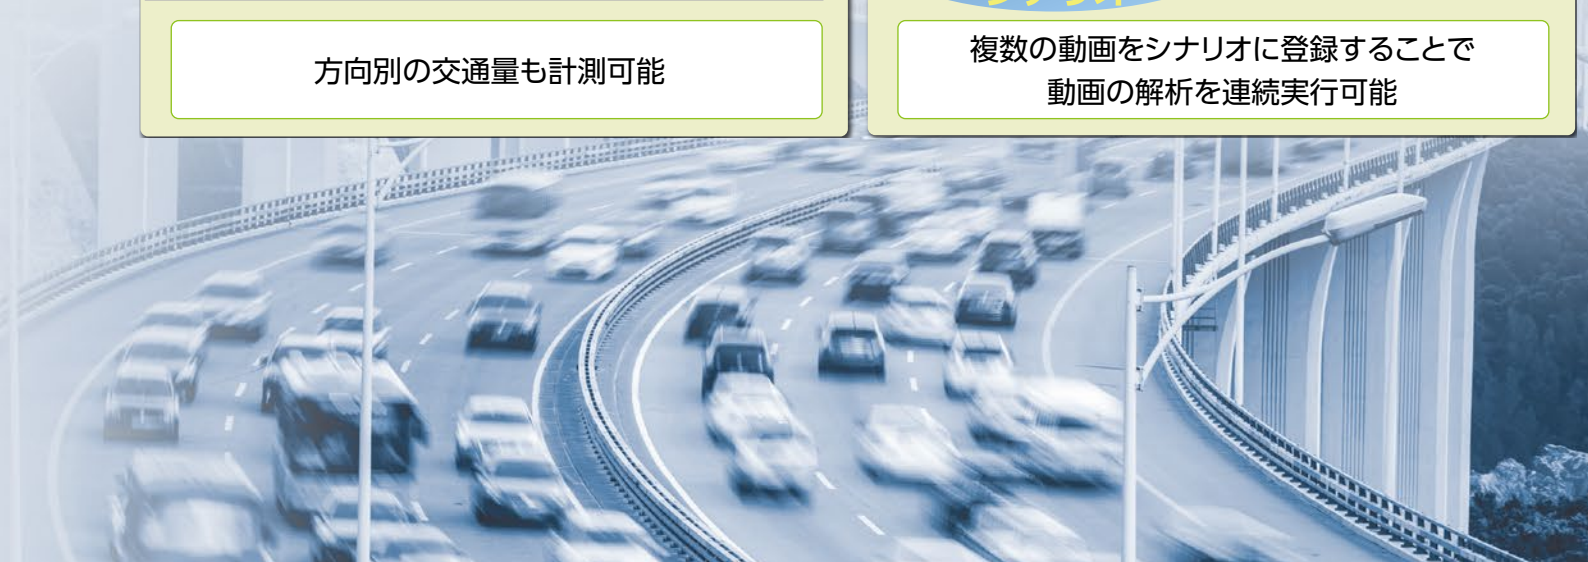 方向別の交通量も計測可能
複数の動画をシナリオに登録することで
動画の解析を連続実行可能